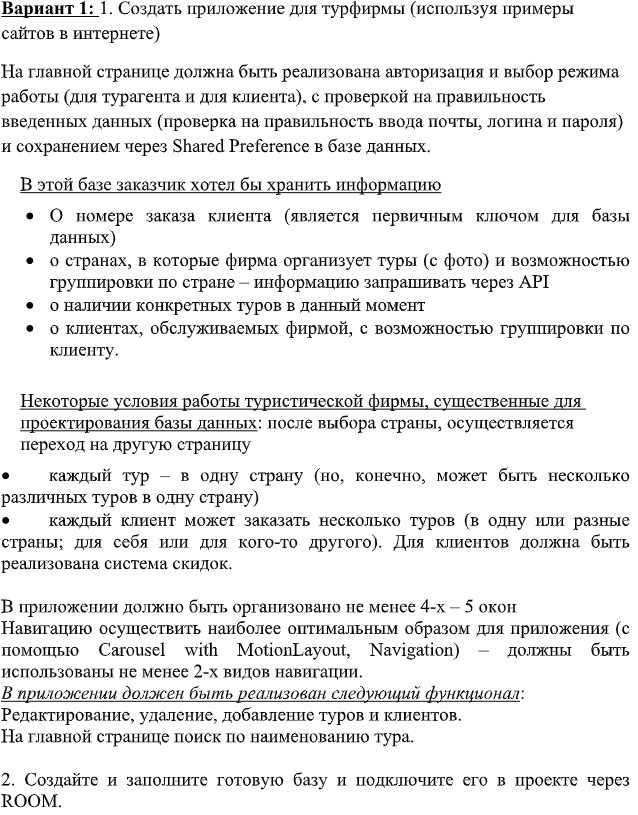 Вариант 1: 1. Создать приложение для турфирмы (используя примеры
сайтов в интернете)
На главной странице должна быть реализована авторизация и выбор режима
работы (для турагента и для клиента), с проверкой на правильность
введенных данных (проверка на правильность ввода почты, логина и пароля)
и сохранением через Shared Preference в базе данных.
В этой базе заказчик хотел бы хранить информацию
• О номере заказа клиента (является первичным ключом для базы
данных)
• о странах, в которые фирма организует туры (с фото) и возможностью
группировки по стране – информацию запрашивать через API
• о наличии конкретных туров в данный момент
• о клиентах, обслуживаемых фирмой, с возможностью группировки по
клиенту.
Некоторые условия работы туристической фирмы, существенные для
проектирования базы данных: после выбора страны, осуществляется
переход на другую страницу
• каждый тур – в одну страну (но, конечно, может быть несколько
различных туров в одну страну)
• каждый клиент может заказать несколько туров (в одну или разные
страны; для себя или для кого-то другого). Для клиентов должна быть
реализована система скидок.
В приложении должно быть организовано не менее 4-х – 5 окон
Навигацию осуществить наиболее оптимальным образом для приложения (с
помощью Carousel with MotionLayout, Navigation) – должны быть
использованы не менее 2-х видов навигации.
В приложении должен быть реализован следующий функционал:
Редактирование, удаление, добавление туров и клиентов.
На главной странице поиск по наименованию тура.
2. Создайте и заполните готовую базу и подключите его в проекте через
ROOM.